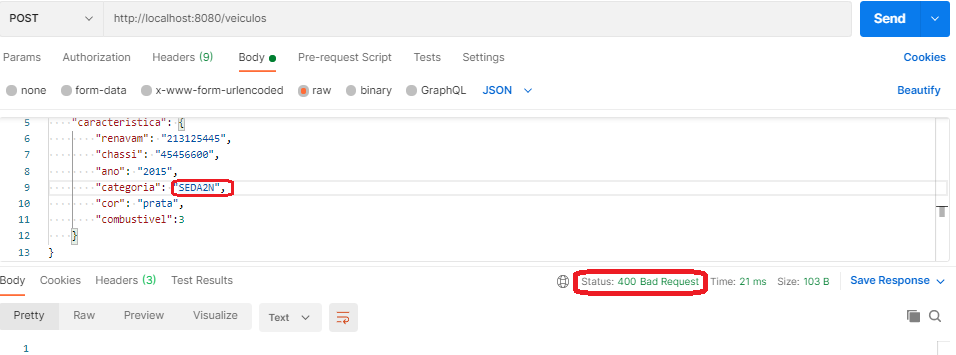 POST http://localhost:8080/veiculos Send
Params Authorization Headers (9) Body Pre-request Script Tests Settings Cookies
none form-data x-www-form-urlencoded raw binary GraphQL JSON Beautify
5 "caracteristica": {
6 "renavam": "213125445",
7 "chassi": "45456600",
8 "ano": "2015",
9 "categoria": "SEDA2N",
10 "cor": "prata",
11 "combustivel":3
12 }
13 }
Body Cookies Headers (3) Test Results Status: 400 Bad Request Time: 21 ms Size: 103 B Save Response
Pretty Raw Preview Visualize Text
1